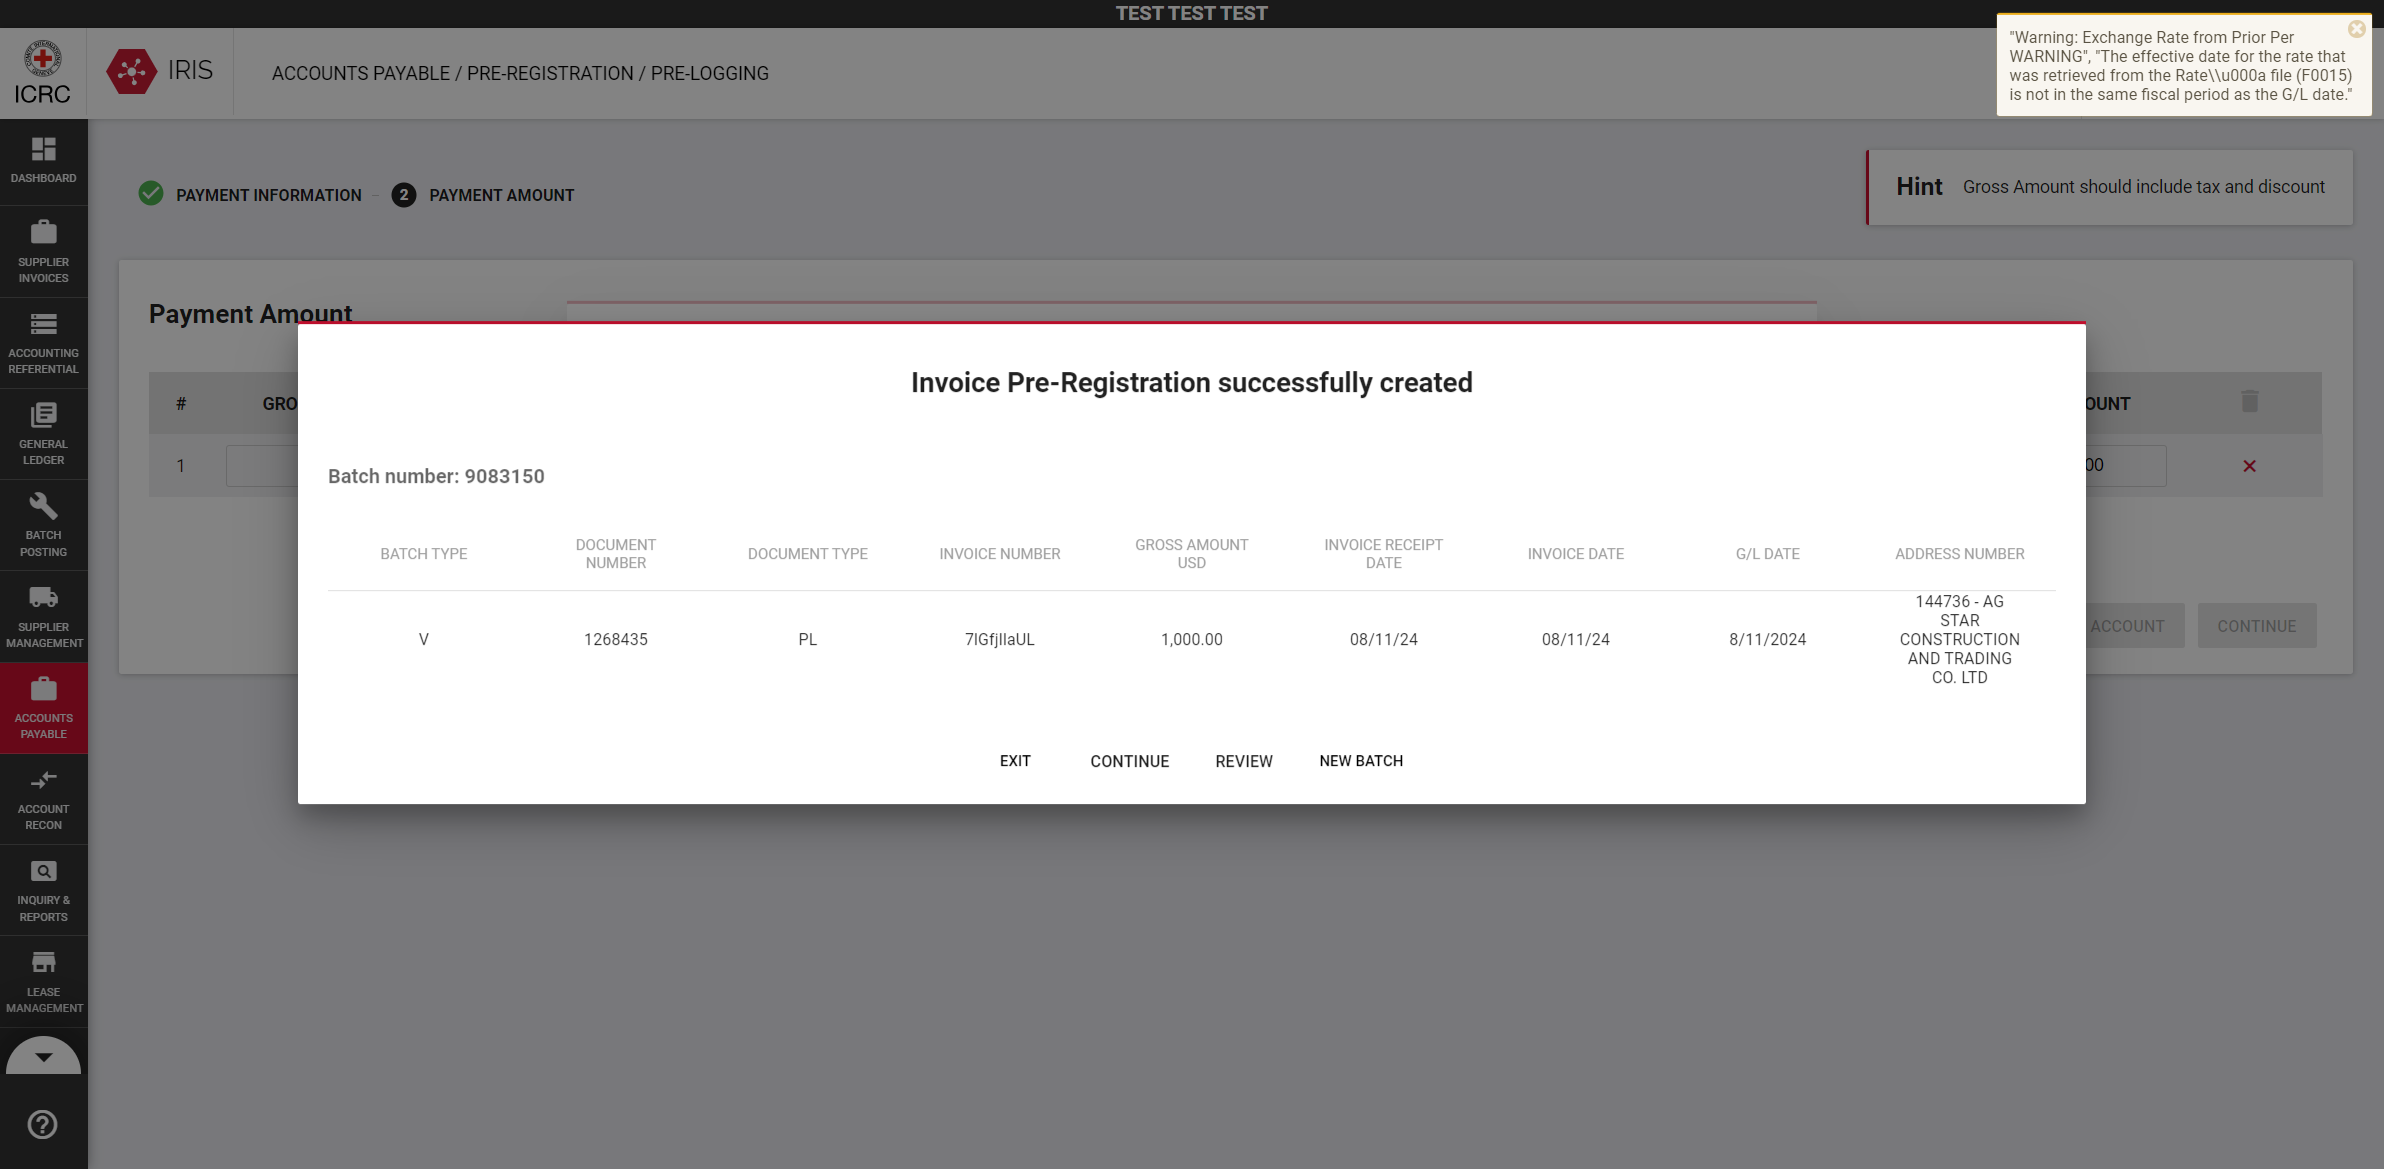 TEST TEST TEST
ICRC
IRIS
ACCOUNTS PAYABLE / PRE-REGISTRATION / PRE-LOGGING
"Warning: Exchange Rate from Prior Per
WARNING", "The effective date for the rate that
was retrieved from the Rate\\u000a file (F0015)
is not in the same fiscal period as the G/L date."
DASHBOARD
SUPPLIER
INVOICES
ACCOUNTING
REFERENTIAL
GENERAL
LEDGER
BATCH
POSTING
SUPPLIER
MANAGEMENT
ACCOUNTS
PAYABLE
ACCOUNT
RECON
INQUIRY &
REPORTS
LEASE
MANAGEMENT
PAYMENT INFORMATION
2 PAYMENT AMOUNT
Hint Gross Amount should include tax and discount
Payment Amount
# GRO OUNT
1 00
ACCOUNT CONTINUE
Invoice Pre-Registration successfully created
Batch number: 9083150
BATCH TYPE
DOCUMENT
NUMBER
DOCUMENT TYPE
INVOICE NUMBER
GROSS AMOUNT
USD
INVOICE RECEIPT
DATE
INVOICE DATE
G/L DATE
ADDRESS NUMBER
V
1268435
PL
7IGfjIlaUL
1,000.00
08/11/24
08/11/24
8/11/2024
144736 - AG
STAR
CONSTRUCTION
AND TRADING
CO. LTD
EXIT CONTINUE REVIEW NEW BATCH